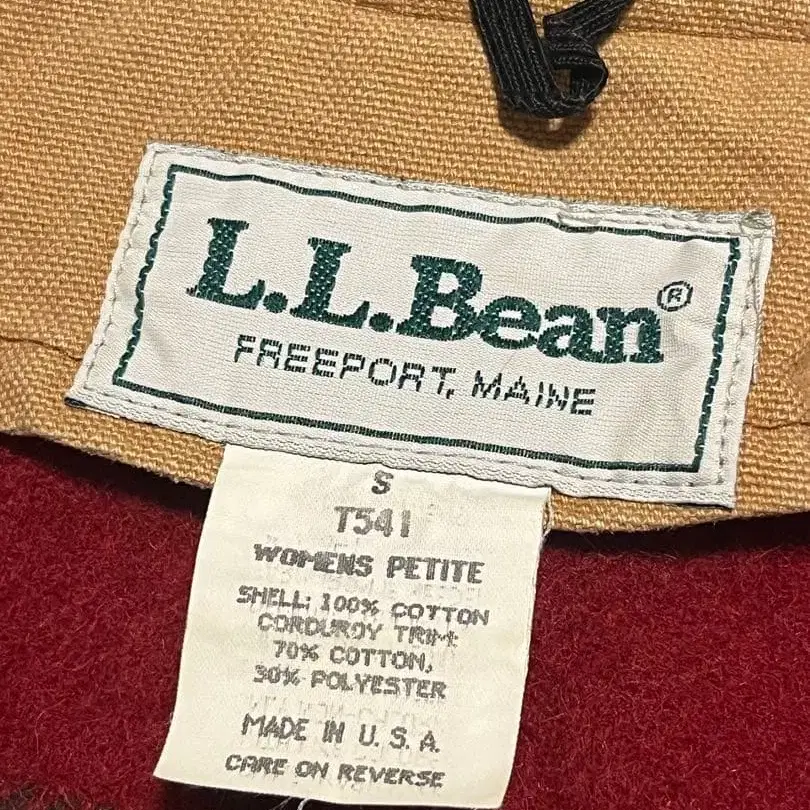 L.L.Bean®
FREEPORT, MAINE
S
T541
WOMENS PETITE
SHELL: 100% COTTON
CORDUROY TRIM:
70% COTTON,
30% POLYESTER
MADE IN U.S.A.
CARE ON REVERSE